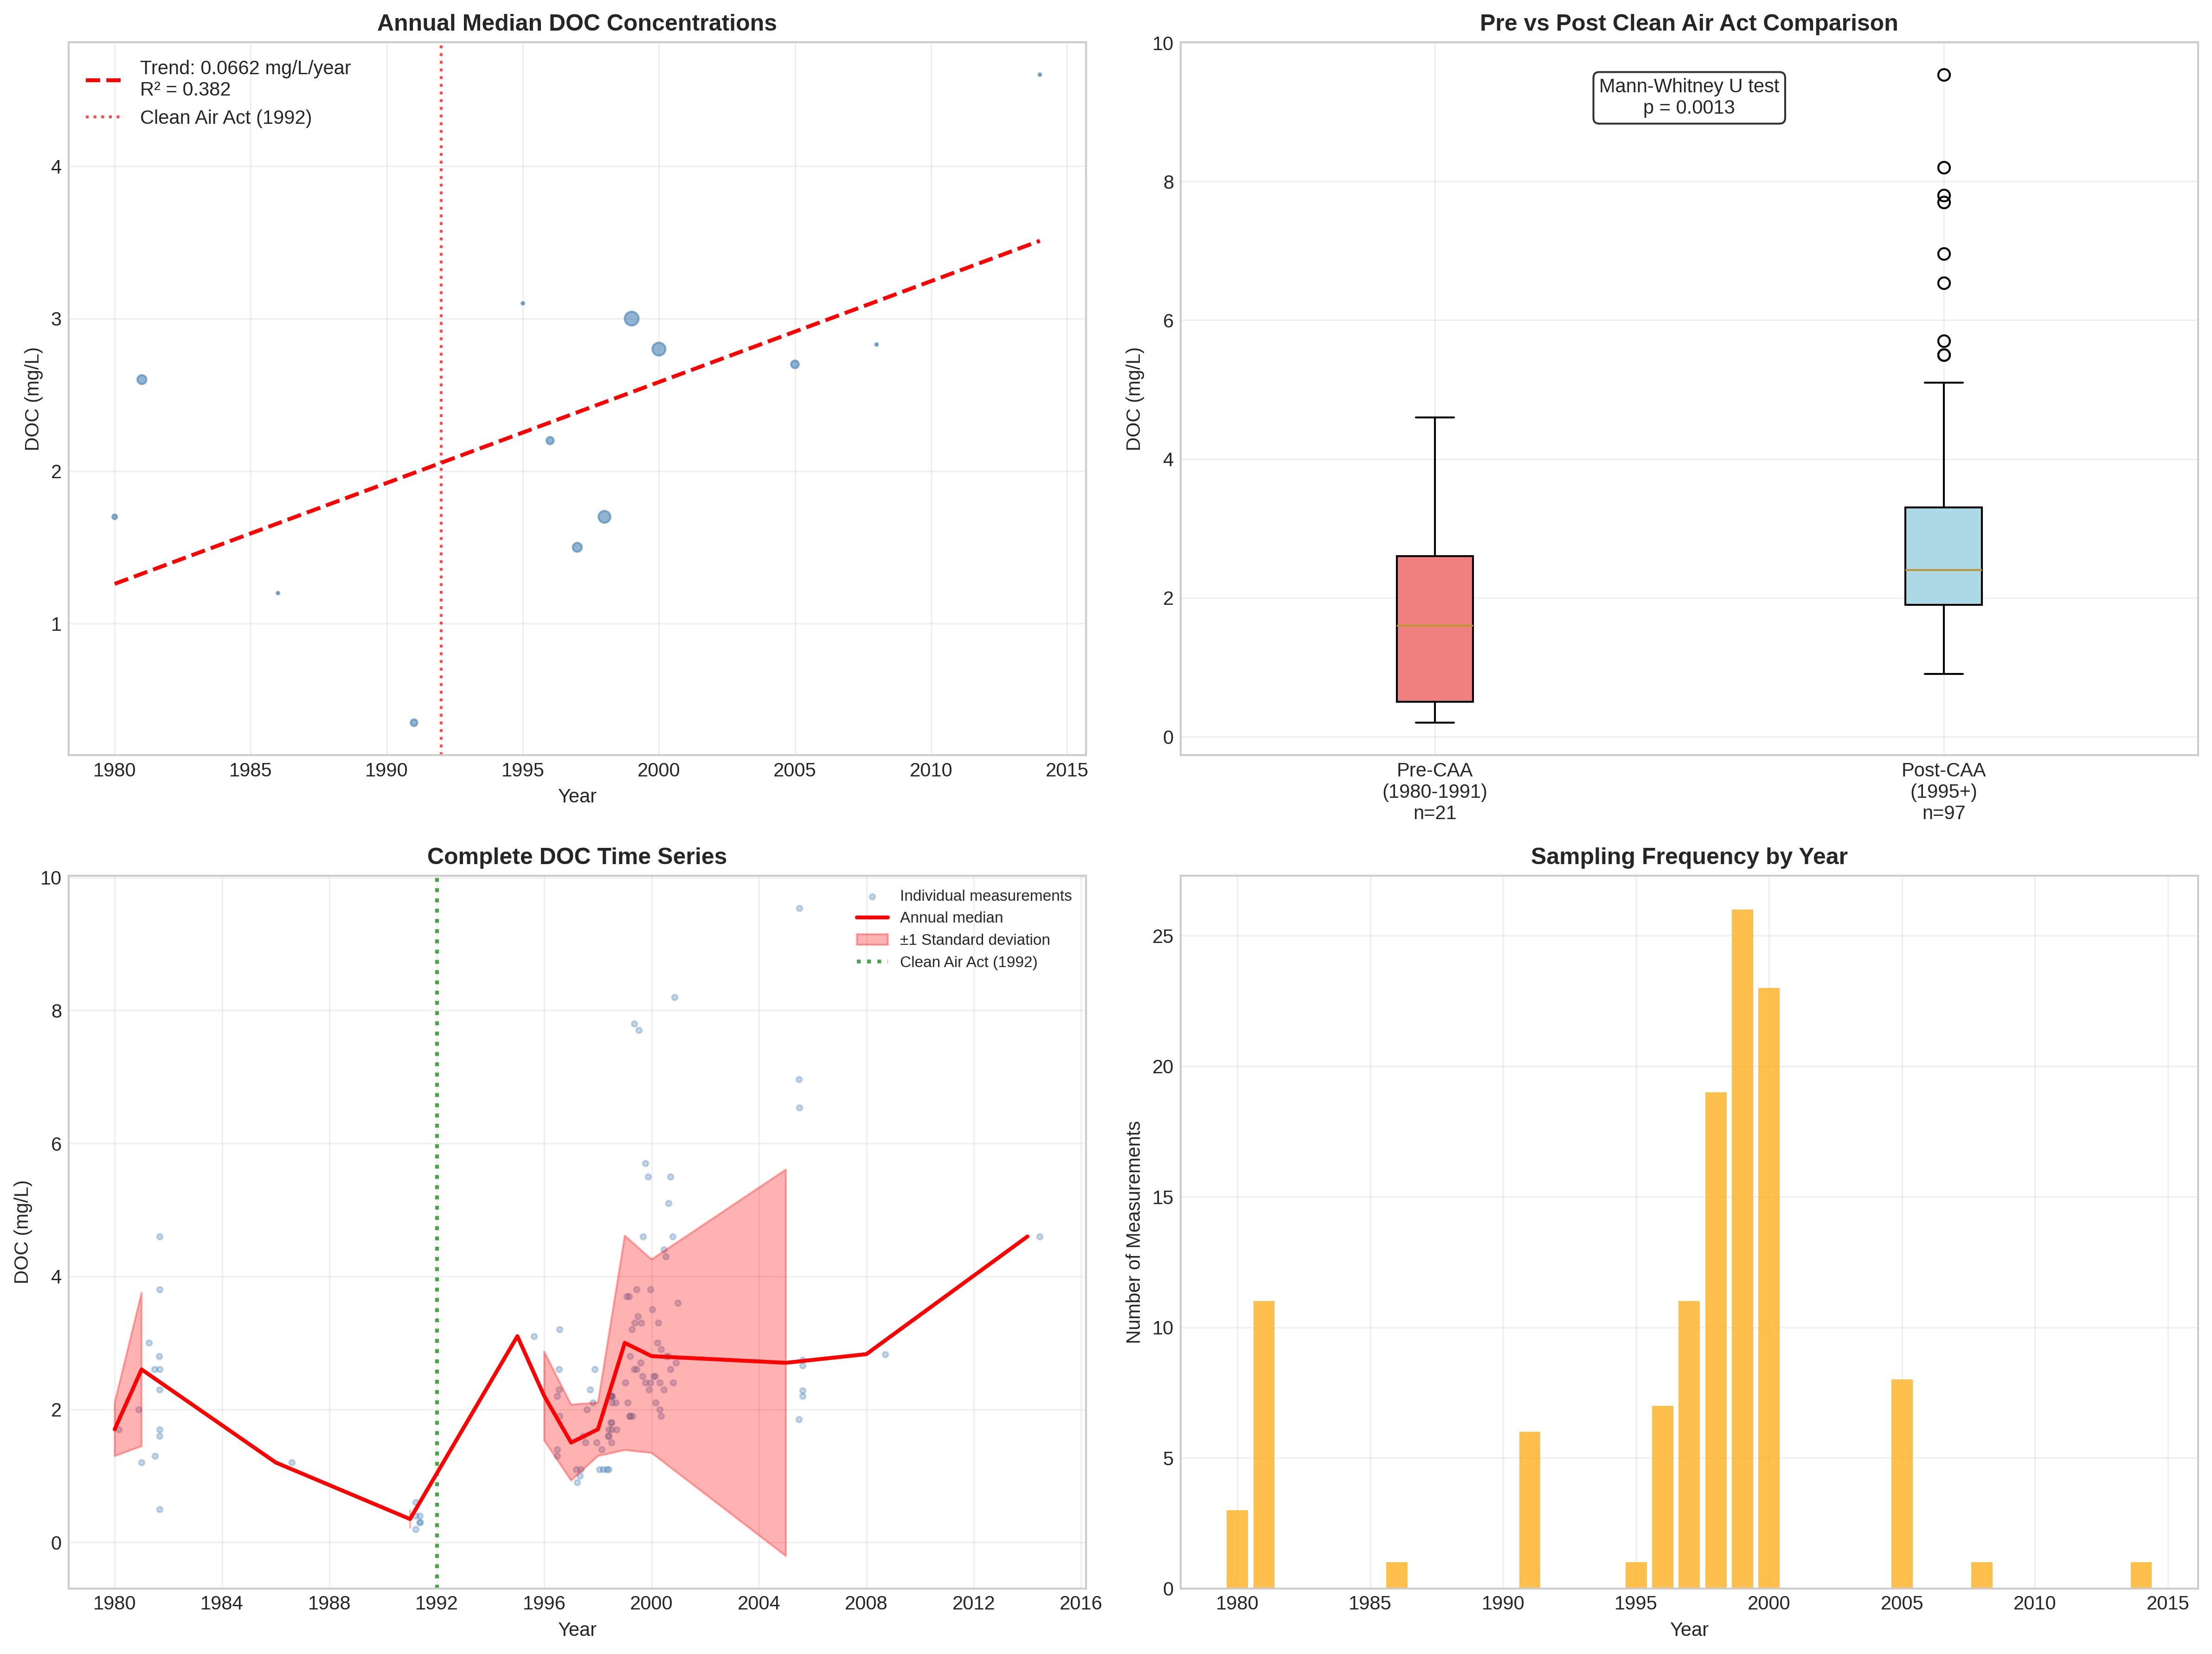 Annual Median DOC Concentrations
Trend: 0.0662 mg/L/year
R² = 0.382
Clean Air Act (1992)
DOC (mg/L)
4
3
2
1
1980 1985 1990 1995 2000 2005 2010 2015
Year
Pre vs Post Clean Air Act Comparison
Mann-Whitney U test
p = 0.0013
DOC (mg/L)
10
8
6
4
2
0
Pre-CAA
(1980-1991)
n=21
Post-CAA
(1995+)
n=97
Complete DOC Time Series
Individual measurements
Annual median
±1 Standard deviation
Clean Air Act (1992)
DOC (mg/L)
10
8
6
4
2
0
1980 1984 1988 1992 1996 2000 2004 2008 2012 2016
Year
Sampling Frequency by Year
Number of Measurements
25
20
15
10
5
0
1980 1985 1990 1995 2000 2005 2010 2015
Year